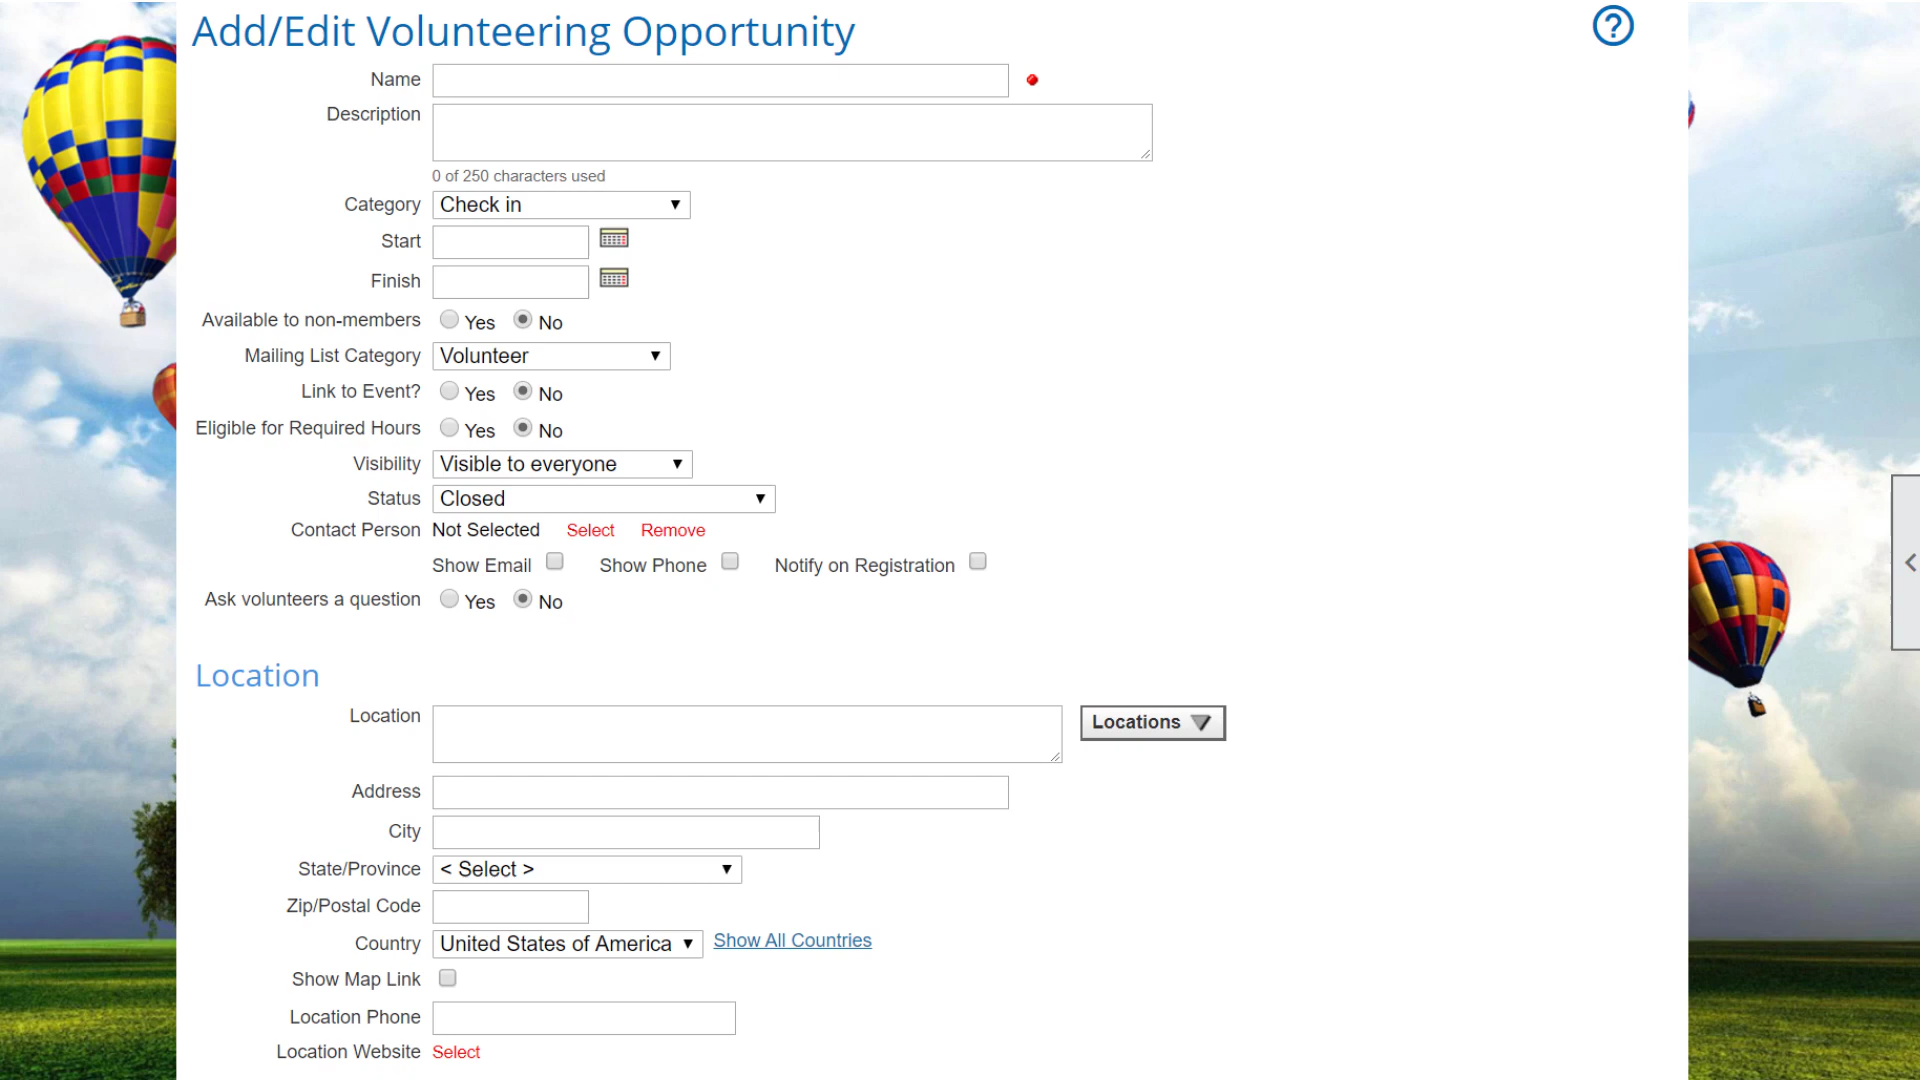 Add/Edit Volunteering Opportunity
Name
Description
0 of 250 characters used
Category Check in
Start
Finish
Available to non-members Yes No
Mailing List Category Volunteer
Link to Event? Yes No
Eligible for Required Hours Yes No
Visibility Visible to everyone
Status Closed
Contact Person Not Selected Select Remove
Show Email Show Phone Notify on Registration
Ask volunteers a question Yes No
Location
Location Locations
Address
City
State/Province < Select >
Zip/Postal Code
Country United States of America Show All Countries
Show Map Link
Location Phone
Location Website Select